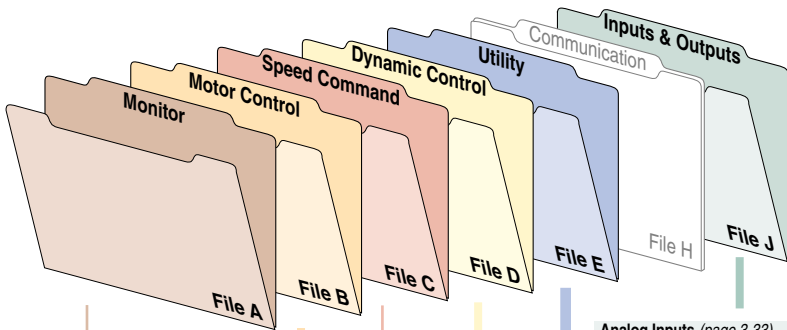 Inputs & Outputs
Communication
Utility
Dynamic Control
Speed Command
Motor Control
Monitor
File A
File B
File C
File D
File E
File H
File J
Analog Inputs (page 3-23)